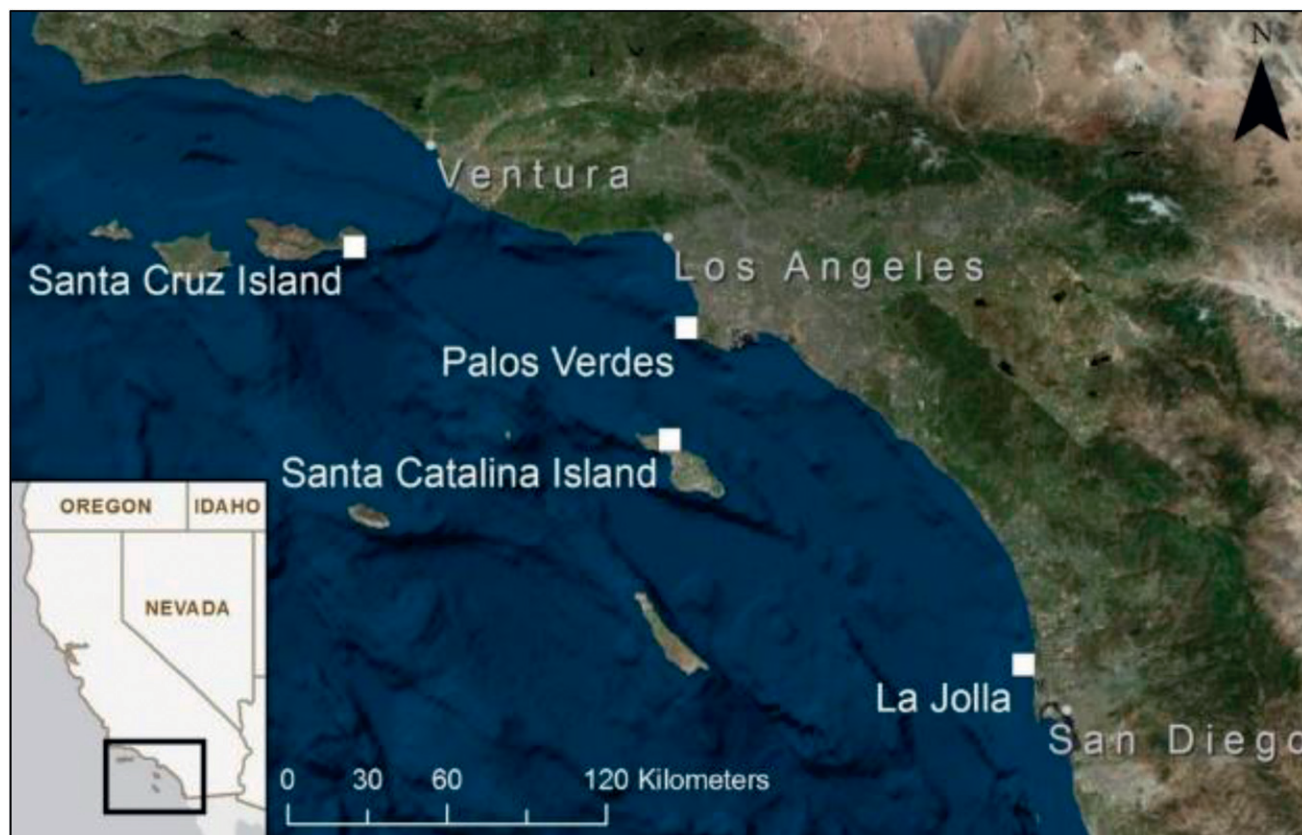 N
Ventura
Santa Cruz Island
Los Angeles
Palos Verdes
Santa Catalina Island
OREGON
IDAHO
NEVADA
La Jolla
San Diego
0 30 60 120 Kilometers